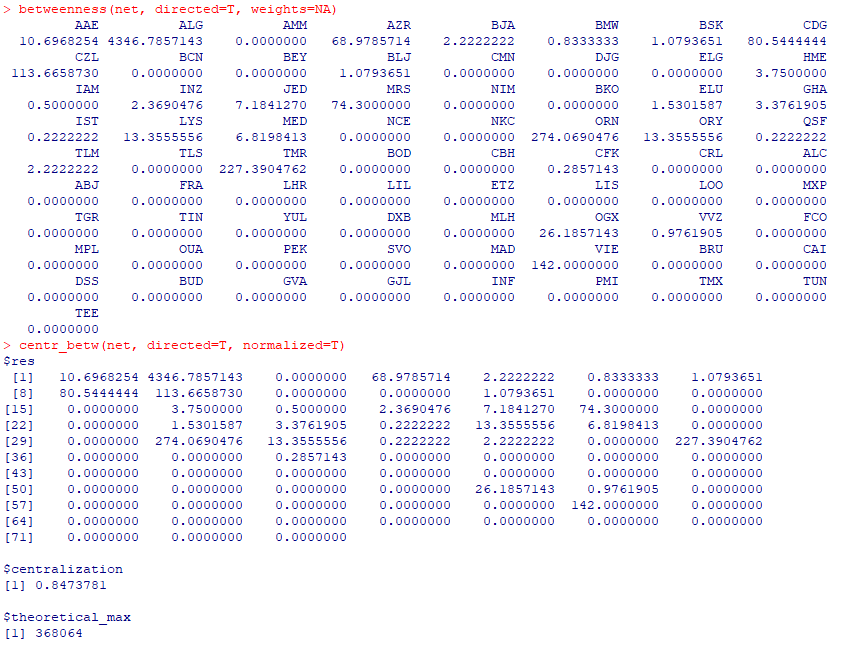 > betweenness(net, directed=T, weights=NA)
AAE ALG AMM AZR BJA BMW BSK CDG
10.6968254 4346.7857143 0.0000000 68.9785714 2.2222222 0.8333333 1.0793651 80.5444444
CZL BCN BEY BLJ CMN DJG ELG HME
113.6658730 0.0000000 0.0000000 1.0793651 0.0000000 0.0000000 0.0000000 3.7500000
IAM INZ JED MRS NIM BKO ELU GHA
0.5000000 2.3690476 7.1841270 74.3000000 0.0000000 0.0000000 1.5301587 3.3761905
IST LYS MED NCE NKC ORN ORY QSF
0.2222222 13.3555556 6.8198413 0.0000000 0.0000000 274.0690476 13.3555556 0.2222222
TLM TLS TMR BOD CBH CFK CRL ALC
2.2222222 0.0000000 227.3904762 0.0000000 0.0000000 0.2857143 0.0000000 0.0000000
ABJ FRA LHR LIL ETZ LIS LOO MXP
0.0000000 0.0000000 0.0000000 0.0000000 0.0000000 0.0000000 0.0000000 0.0000000
TGR TIN YUL DXB MLH OGX VVZ FCO
0.0000000 0.0000000 0.0000000 0.0000000 0.0000000 26.1857143 0.9761905 0.0000000
MPL OUA PEK SVO MAD VIE BRU CAI
0.0000000 0.0000000 0.0000000 0.0000000 0.0000000 142.0000000 0.0000000 0.0000000
DSS BUD GVA GJL INF PMI TMX TUN
0.0000000 0.0000000 0.0000000 0.0000000 0.0000000 0.0000000 0.0000000 0.0000000
TEE
0.0000000
> centr_betw(net, directed=T, normalized=T)
$res
[1] 10.6968254 4346.7857143 0.0000000 68.9785714 2.2222222 0.8333333 1.0793651
[8] 80.5444444 113.6658730 0.0000000 0.0000000 1.0793651 0.0000000 0.0000000
[15] 0.0000000 3.7500000 0.5000000 2.3690476 7.1841270 74.3000000 0.0000000
[22] 0.0000000 1.5301587 3.3761905 0.2222222 13.3555556 6.8198413 0.0000000
[29] 0.0000000 274.0690476 13.3555556 0.2222222 2.2222222 0.0000000 227.3904762
[36] 0.0000000 0.0000000 0.2857143 0.0000000 0.0000000 0.0000000 0.0000000
[43] 0.0000000 0.0000000 0.0000000 0.0000000 0.0000000 0.0000000 0.0000000
[50] 0.0000000 0.0000000 0.0000000 0.0000000 26.1857143 0.9761905 0.0000000
[57] 0.0000000 0.0000000 0.0000000 0.0000000 0.0000000 142.0000000 0.0000000
[64] 0.0000000 0.0000000 0.0000000 0.0000000 0.0000000 0.0000000 0.0000000
[71] 0.0000000 0.0000000 0.0000000
$centralization
[1] 0.8473781
$theoretical_max
[1] 368064